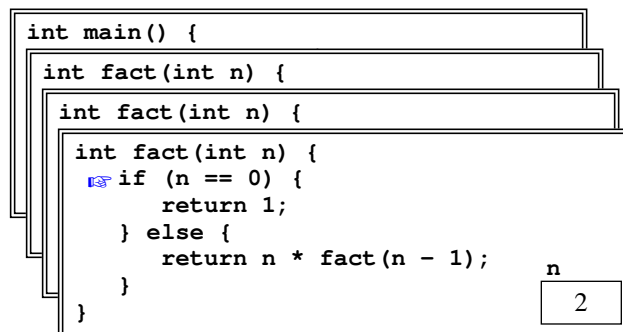 int main() {
int fact(int n) {
int fact(int n) {
int fact(int n) {
☞ if (n == 0) {
return 1;
} else {
return n * fact(n – 1);
}
}
n
2